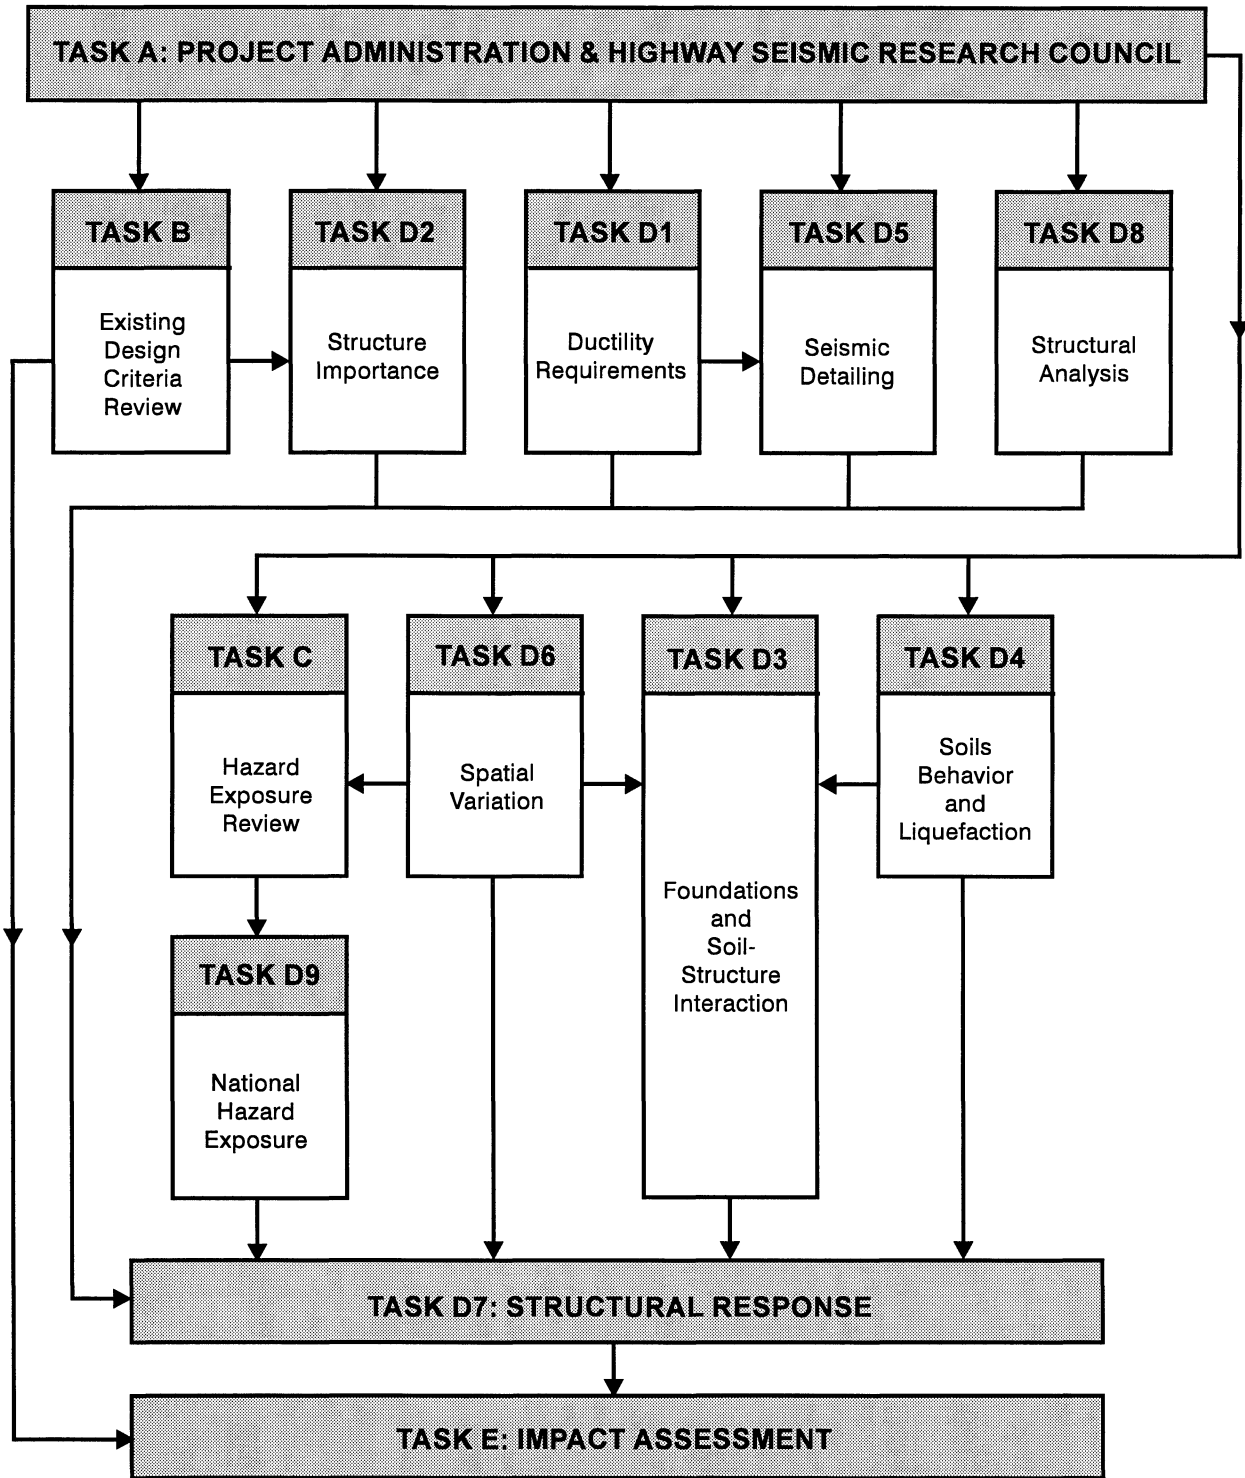 TASK A: PROJECT ADMINISTRATION & HIGHWAY SEISMIC RESEARCH COUNCIL
TASK B
Existing
Design
Criteria
Review
TASK D2
Structure
Importance
TASK D1
Ductility
Requirements
TASK D5
Seismic
Detailing
TASK D8
Structural
Analysis
TASK C
Hazard
Exposure
Review
TASK D6
Spatial
Variation
TASK D3
Foundations
and
Soil-
Structure
Interaction
TASK D4
Soils
Behavior
and
Liquefaction
TASK D9
National
Hazard
Exposure
TASK D7: STRUCTURAL RESPONSE
TASK E: IMPACT ASSESSMENT